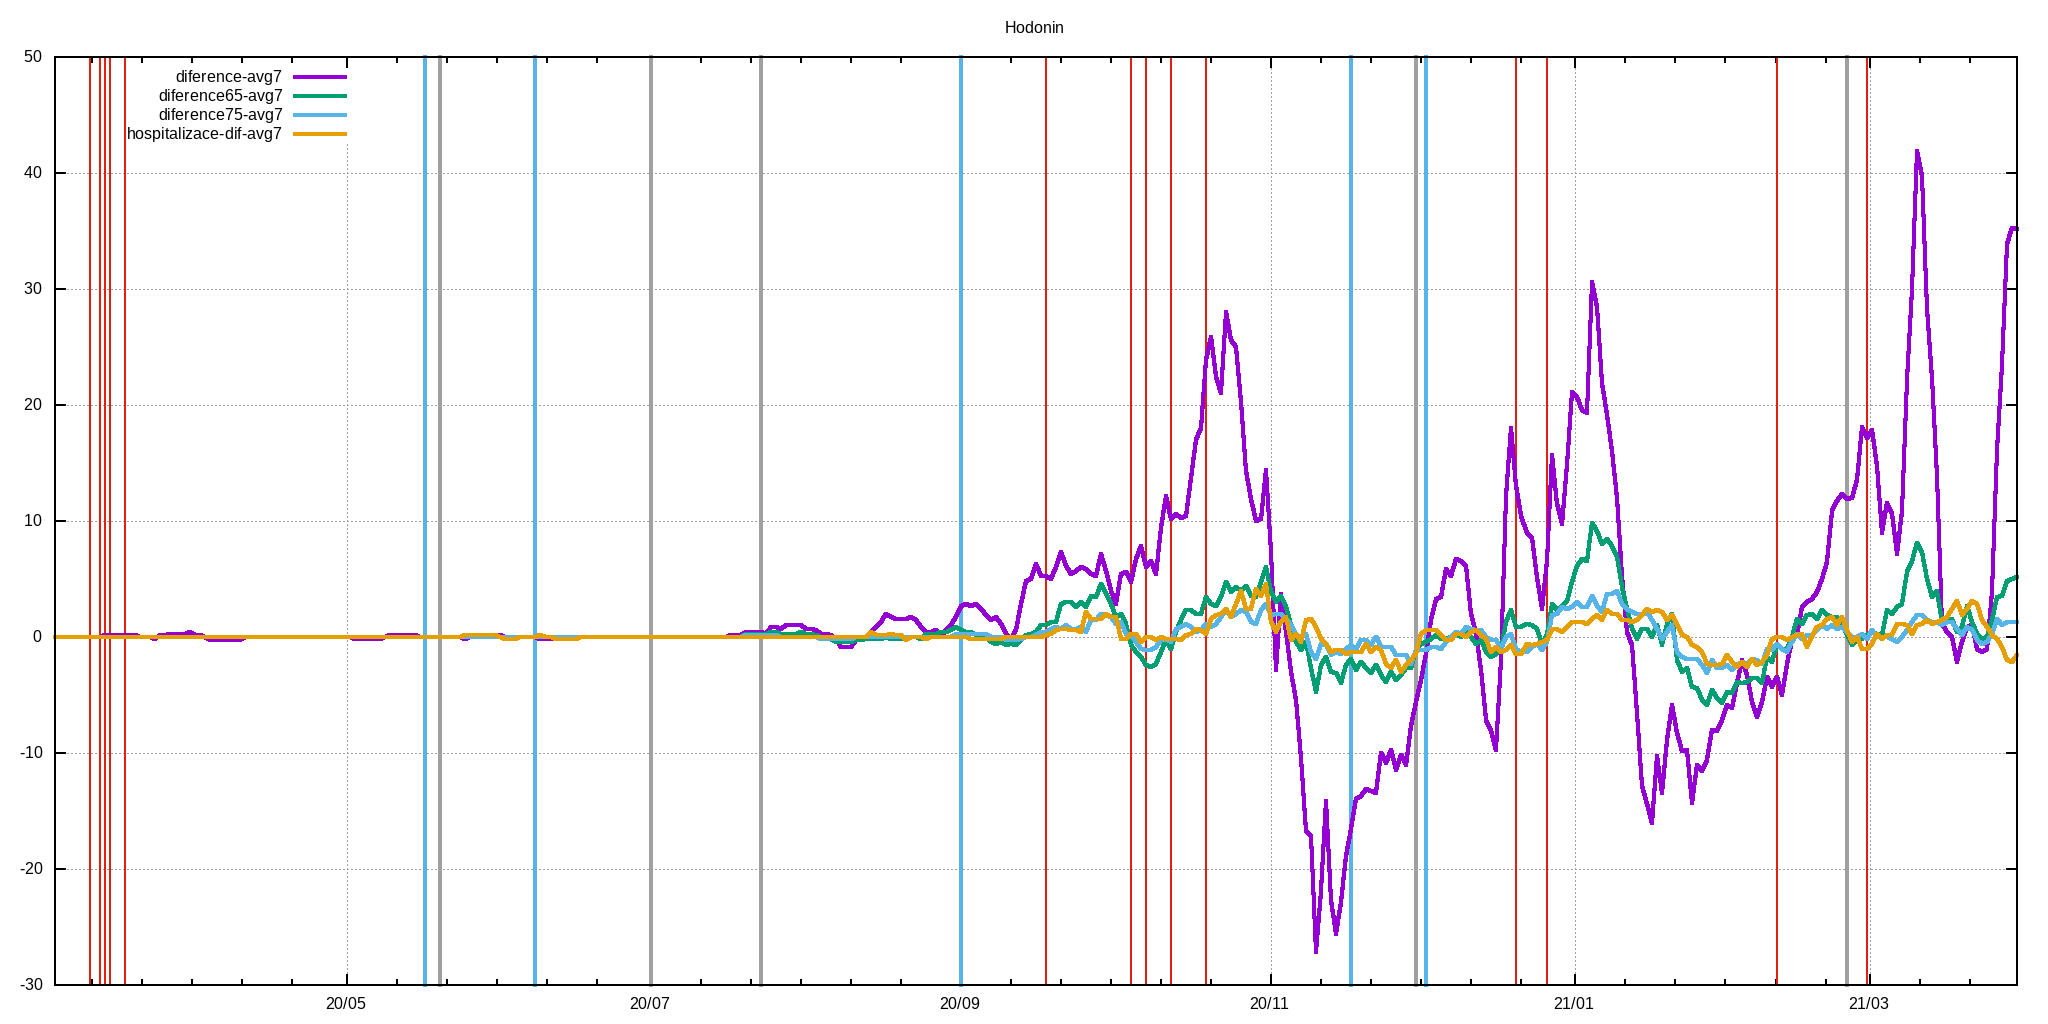 Hodonin
50
diference-avg7
diference65-avg7
diference75-avg7
hospitalizace-dif-avg7
40
30
20
10
0
-10
-20
-30
20/05 20/07 20/09 20/11 21/01 21/03